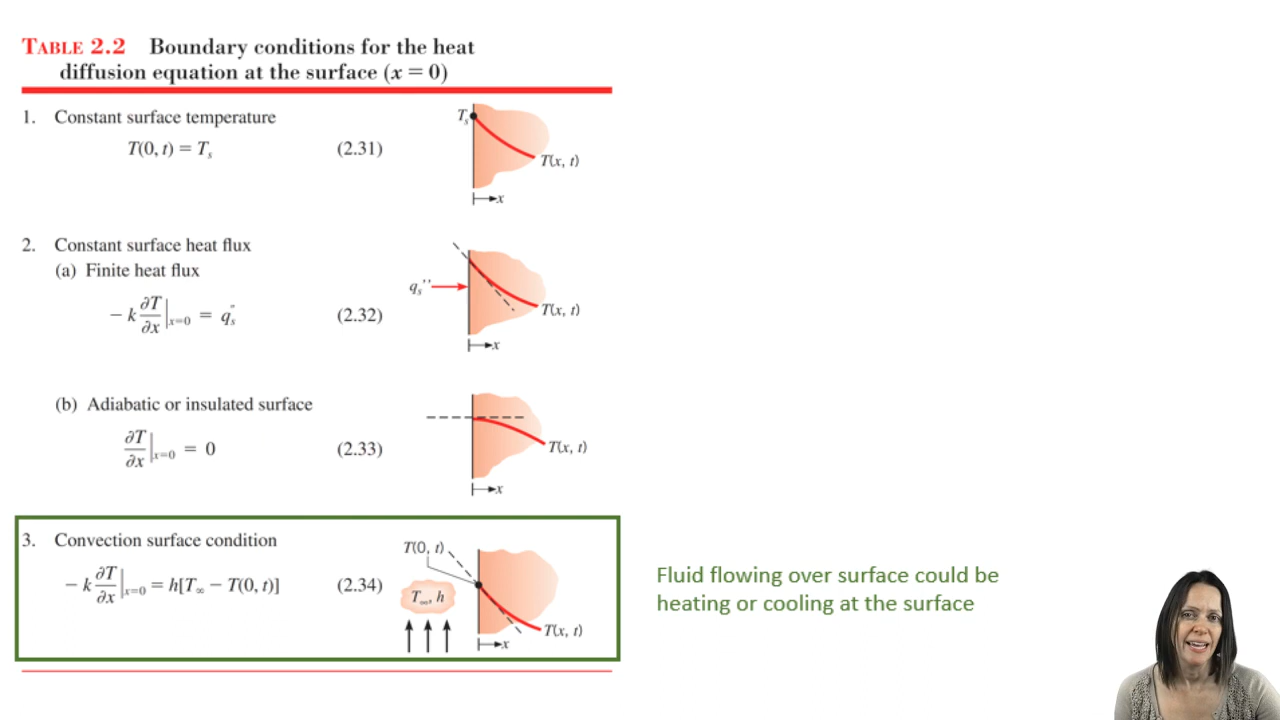 TABLE 2.2 Boundary conditions for the heat
diffusion equation at the surface (x = 0)
1. Constant surface temperature
T(0, t) = Tₛ (2.31)
Tₛ
T(x, t)
x
2. Constant surface heat flux
(a) Finite heat flux
−k ∂T/∂x|ₓ₌₀ = qₛ″ (2.32)
qₛ″
T(x, t)
x
(b) Adiabatic or insulated surface
∂T/∂x|ₓ₌₀ = 0 (2.33)
T(x, t)
x
3. Convection surface condition
−k ∂T/∂x|ₓ₌₀ = h[T∞ − T(0, t)] (2.34)
T(0, t)
T∞, h
T(x, t)
x
Fluid flowing over surface could be
heating or cooling at the surface